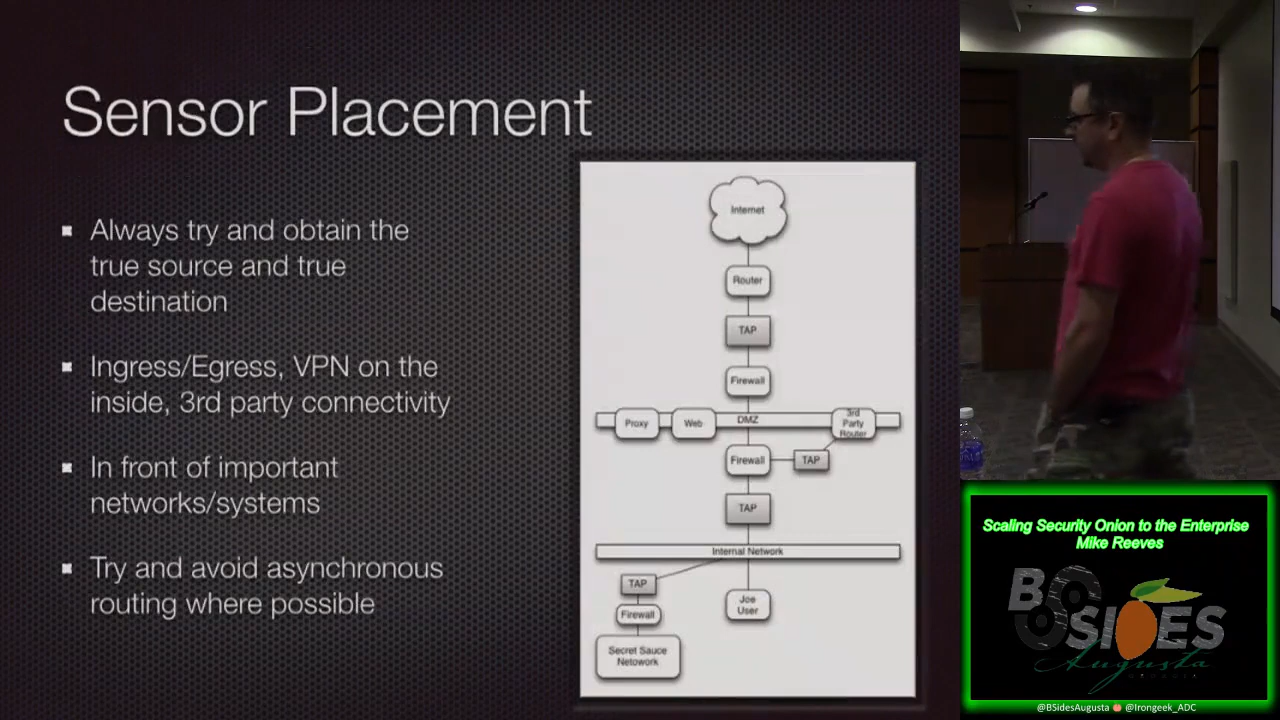 Sensor Placement
Always try and obtain the
true source and true
destination
Ingress/Egress, VPN on the
inside, 3rd party connectivity
In front of important
networks/systems
Try and avoid asynchronous
routing where possible
Internet
Router
TAP
Firewall
Proxy
Web
DMZ
3rd
Party
Router
Firewall
TAP
TAP
Internal Network
TAP
Joe
User
Firewall
Secret Sauce
Netowork
Scaling Security Onion to the Enterprise
Mike Reeves
BSIDES
Augusta
@BSidesAugusta @Irongeek_ADC